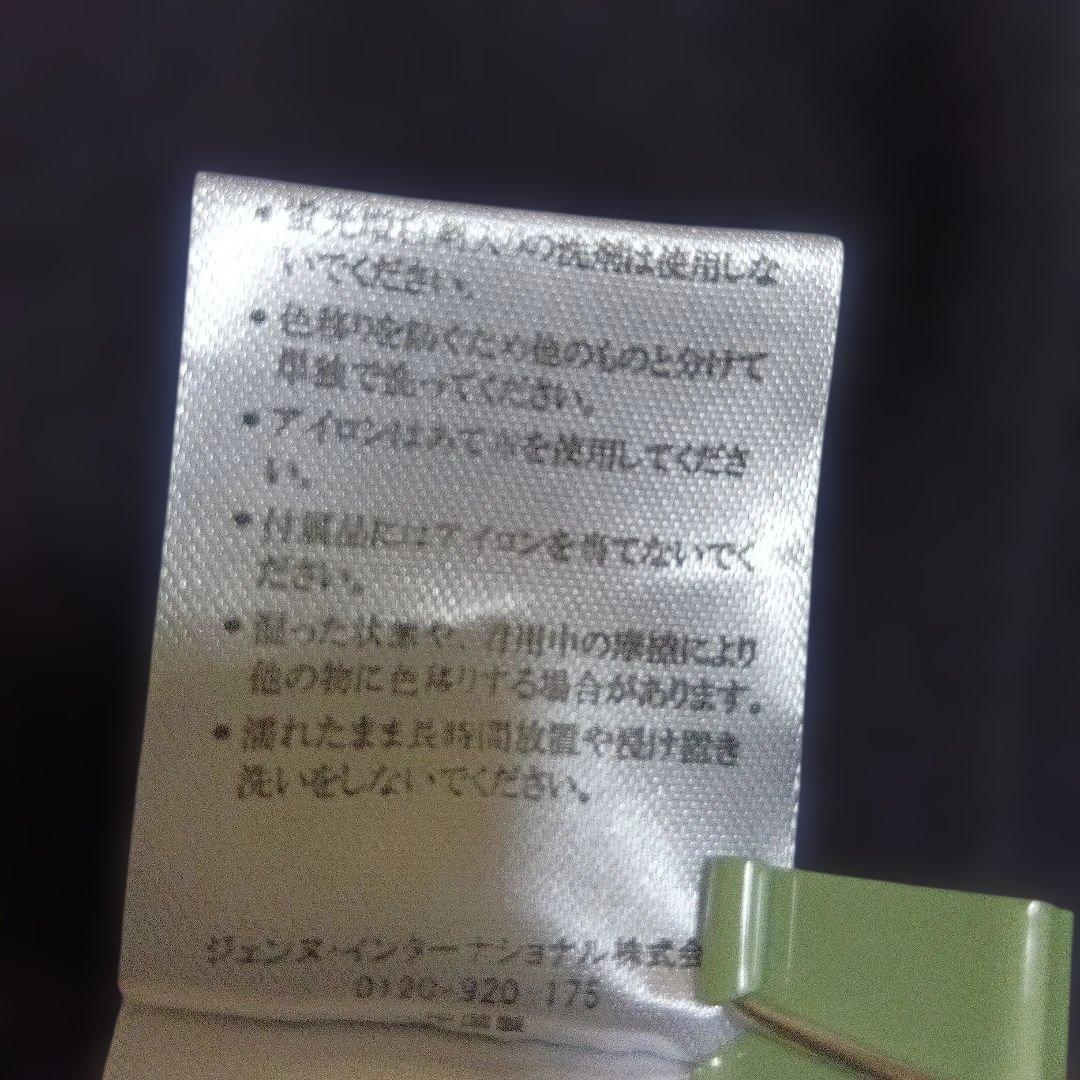 ・蛍光増白剤入りの洗剤は使用しな
いでください。
・色移りを防ぐため他のものと分けて
単独で洗ってください。
・アイロンはあて布を使用してくださ
い。
・付属品にはアイロンを当てないでく
ださい。
・湿った状態や、着用中の摩擦により
他の物に色移りする場合があります。
・濡れたまま長時間放置や浸け置き
洗いをしないでください。
ジェンヌ・インターナショナル株式会
0120-920-175